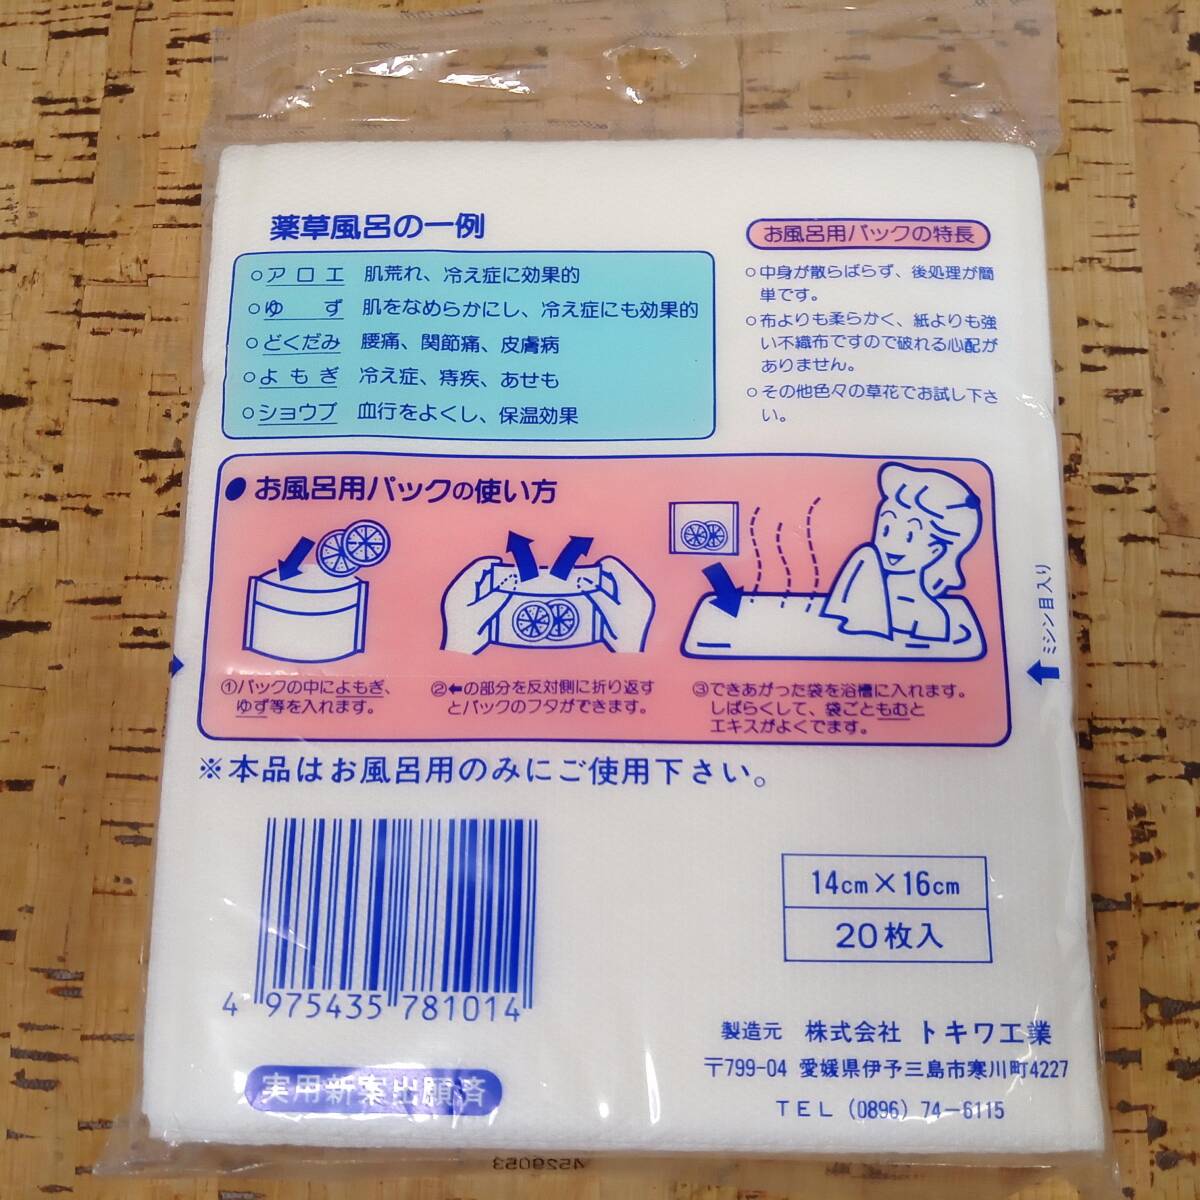 薬草風呂の一例
○アロエ 肌荒れ、冷え症に効果的
○ゆず 肌をなめらかにし、冷え症にも効果的
○どくだみ 腰痛、関節痛、皮膚病
○よもぎ 冷え症、痔疾、あせも
○ショウブ 血行をよくし、保温効果
お風呂用パックの特長
○中身が散らばらず、後処理が簡
単です。
○布よりも柔らかく、紙よりも強
い不織布ですので破れる心配が
ありません。
○その他色々の草花でお試し下さ
い。
●お風呂用パックの使い方
①パックの中によもぎ、
ゆず等を入れます。
②←の部分を反対側に折り返す
とパックのフタができます。
③できあがった袋を浴槽に入れます。
しばらくして、袋ごともむと
エキスがよくでます。
ミシン目入り
※本品はお風呂用のみにご使用下さい。
4 975435 781014
14cm×16cm
20枚入
製造元 株式会社 トキワ工業
〒799-04 愛媛県伊予三島市寒川町4227
TEL (0896) 74-6115
実用新案出願済
4529053